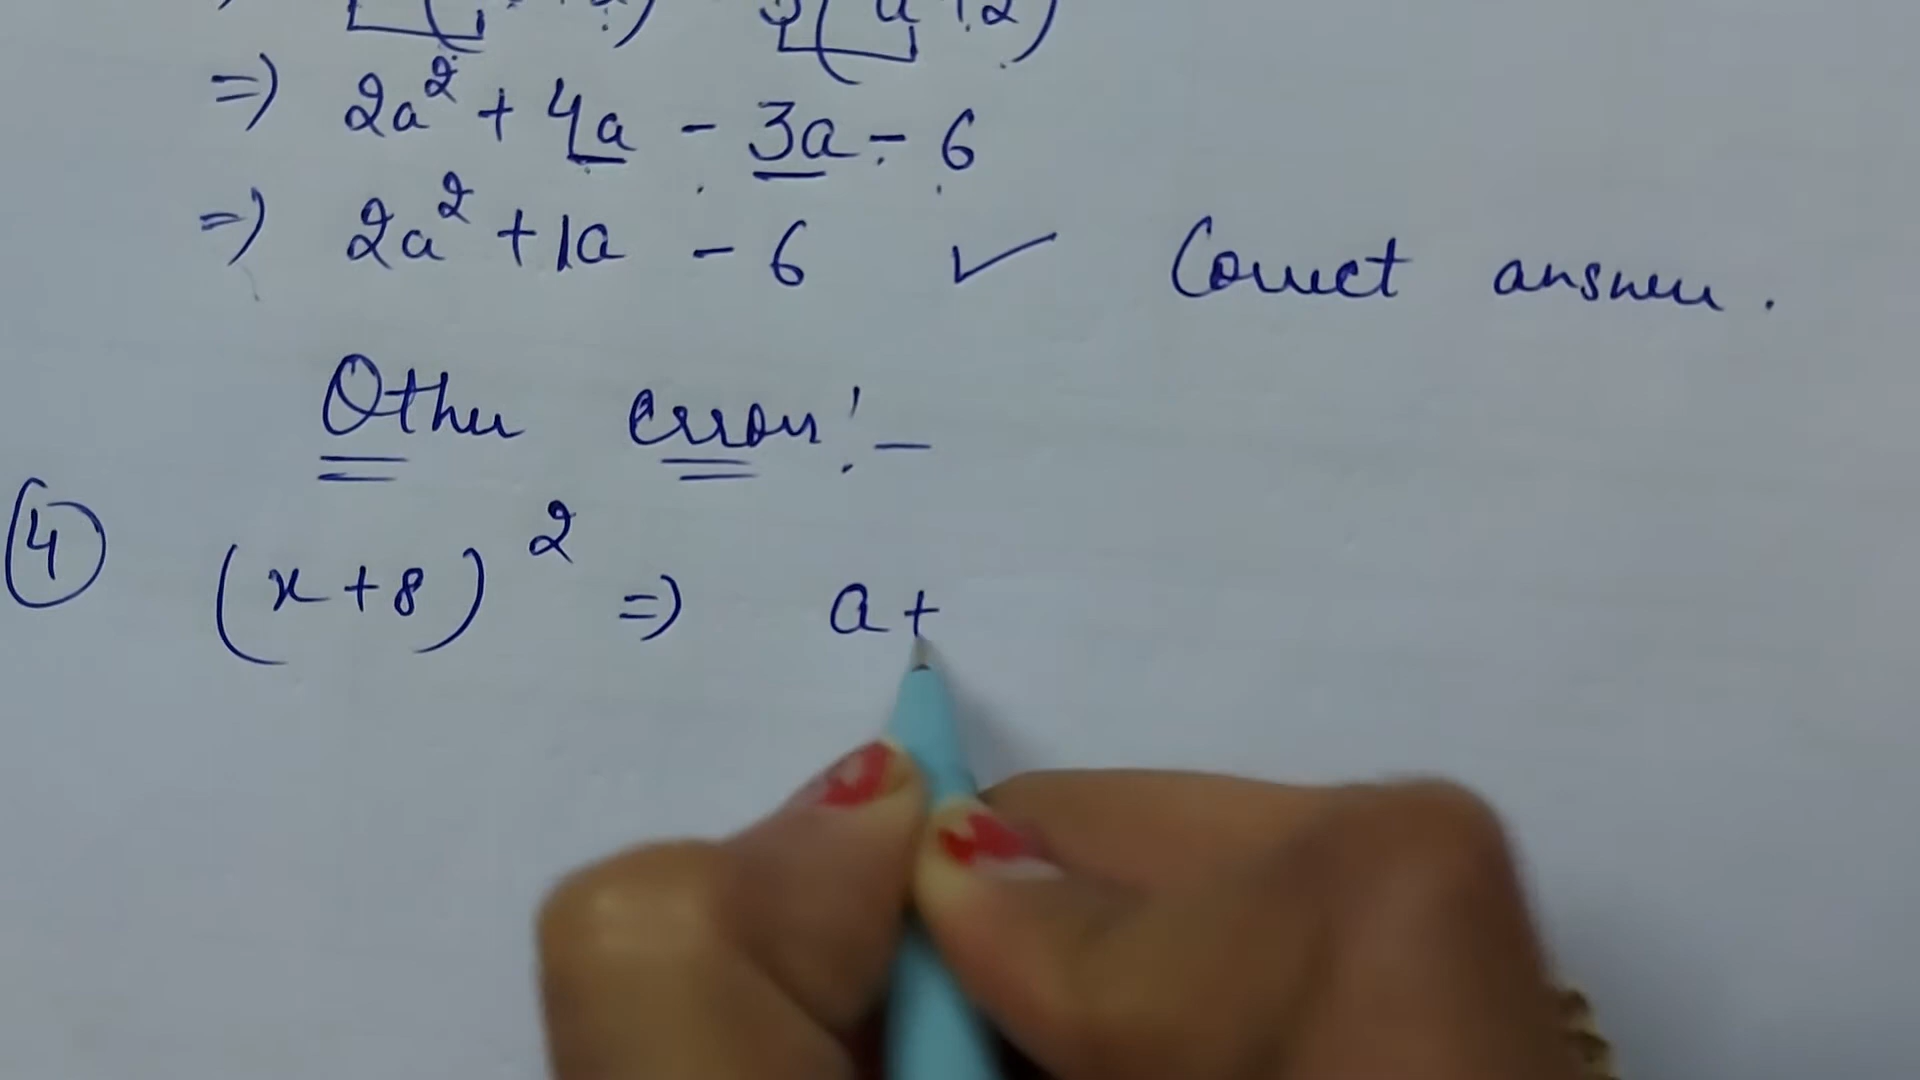 =) 2a² + 4a - 3a - 6
=) 2a² + 1a - 6 ✓ Correct answer.
Other error :-
④ (x+8)² =) a+